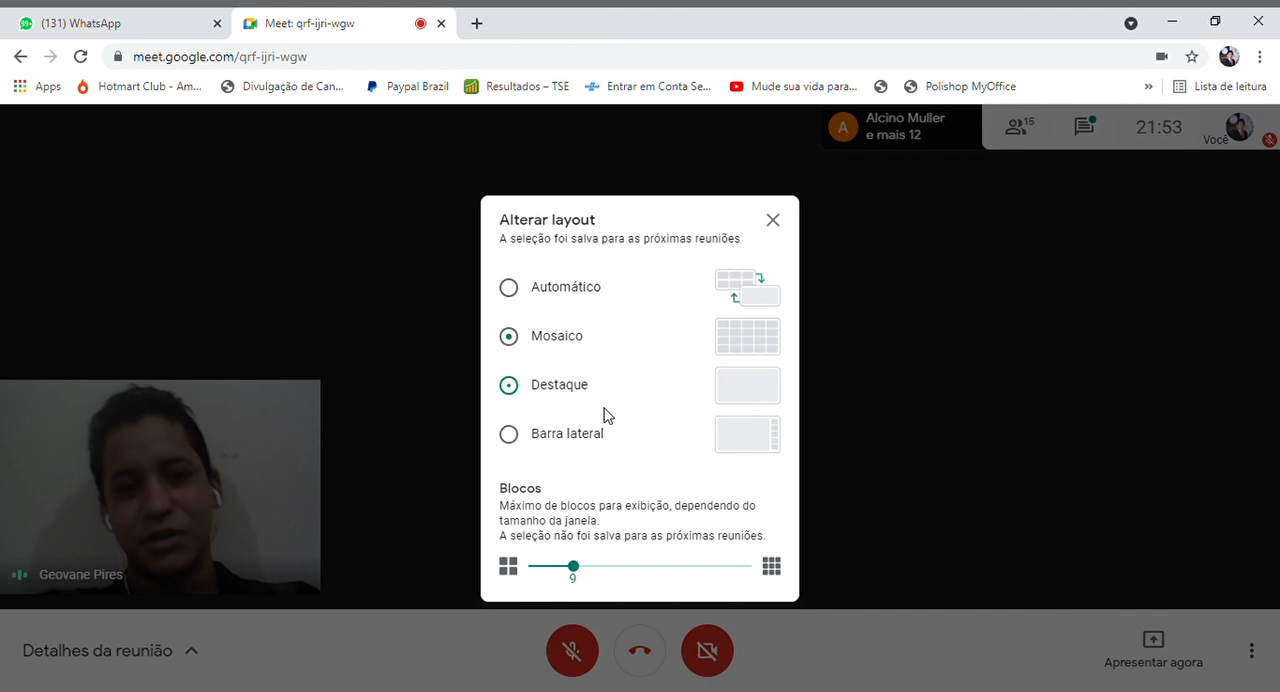 99+ (131) WhatsApp
Meet: qrf-ijri-wgw
meet.google.com/qrf-ijri-wgw
Apps
Hotmart Club - Am...
Divulgação de Can...
Paypal Brazil
Resultados – TSE
Entrar em Conta Se...
Mude sua vida para...
Polishop MyOffice
»
Lista de leitura
A
Alcino Muller
e mais 12
15
21:53
Você
Alterar layout
A seleção foi salva para as próximas reuniões
Automático
Mosaico
Destaque
Barra lateral
Blocos
Máximo de blocos para exibição, dependendo do
tamanho da janela.
A seleção não foi salva para as próximas reuniões.
9
Geovane Pires
Detalhes da reunião
Apresentar agora